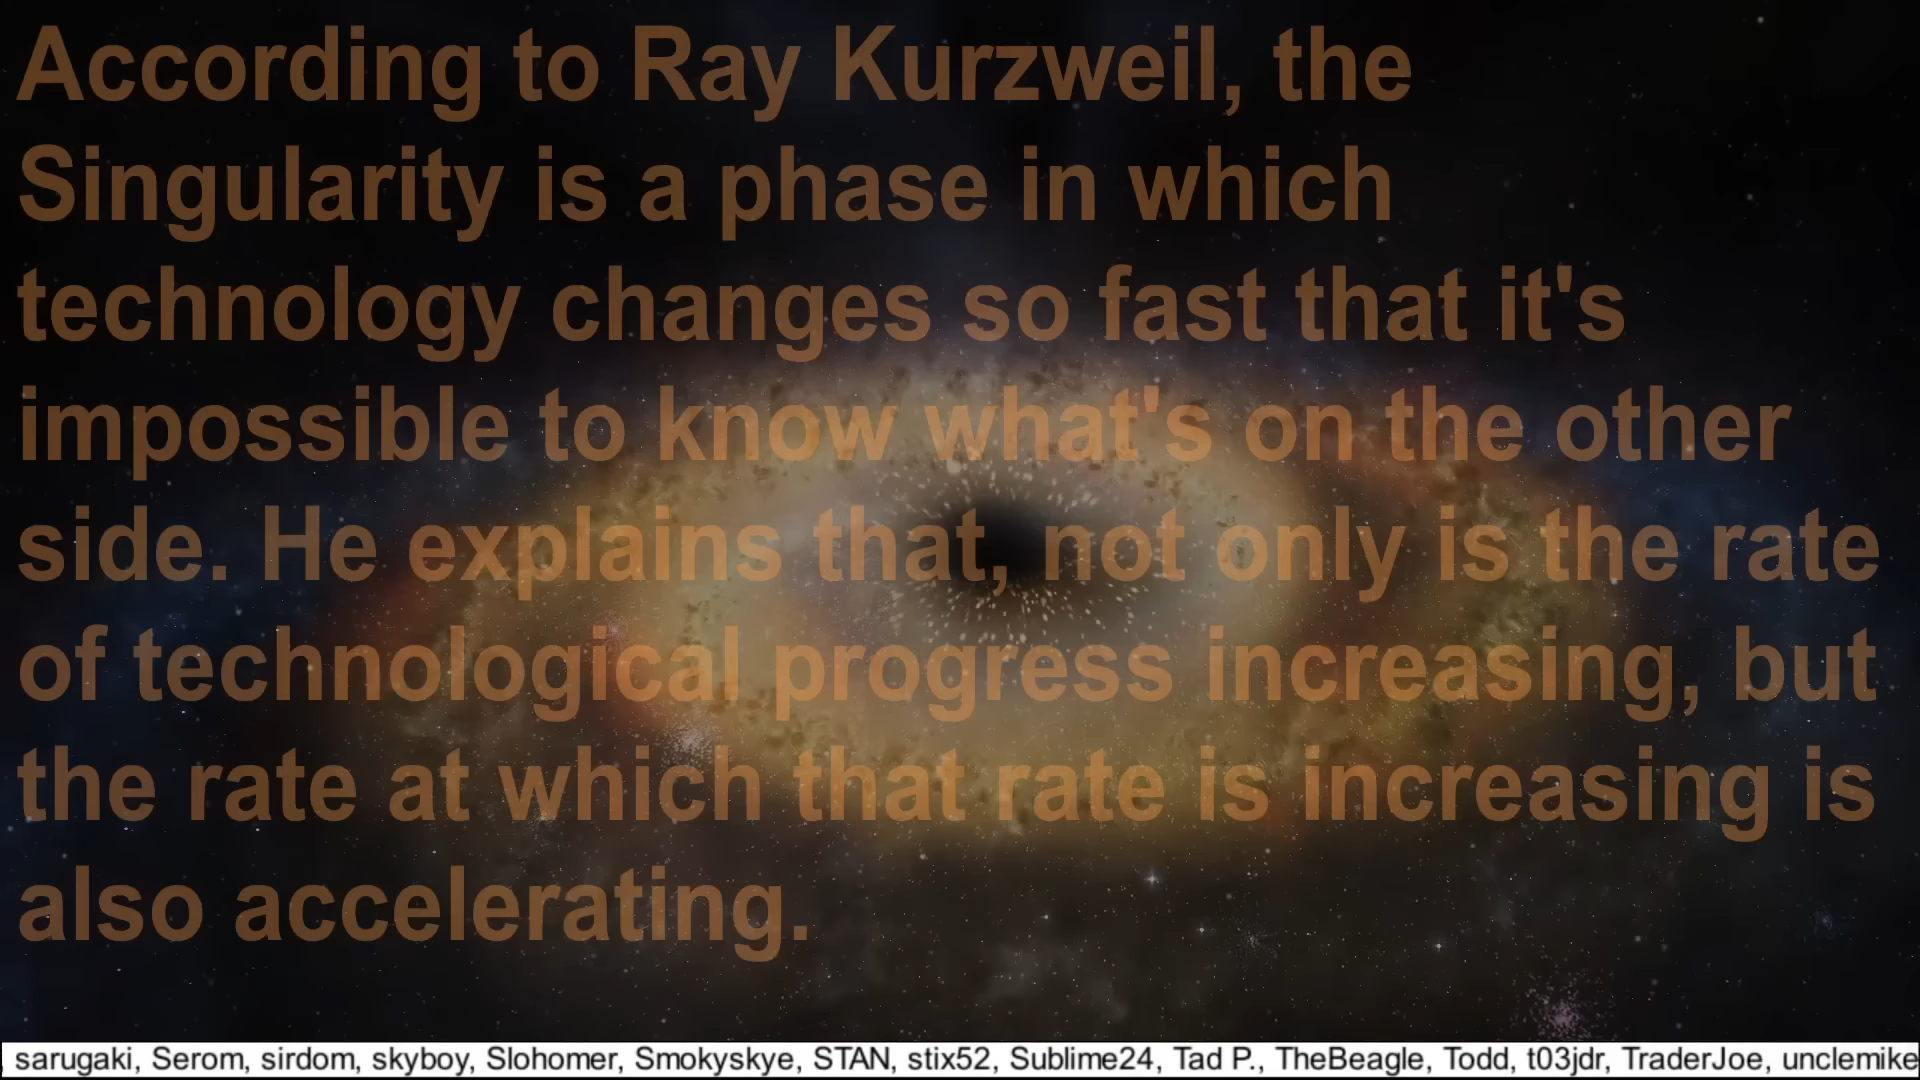 According to Ray Kurzweil, the
Singularity is a phase in which
technology changes so fast that it's
impossible to know what's on the other
side. He explains that, not only is the rate
of technological progress increasing, but
the rate at which that rate is increasing is
also accelerating.
sarugaki, Serom, sirdom, skyboy, Slohomer, Smokyskye, STAN, stix52, Sublime24, Tad P., TheBeagle, Todd, t03jdr, TraderJoe, unclemike